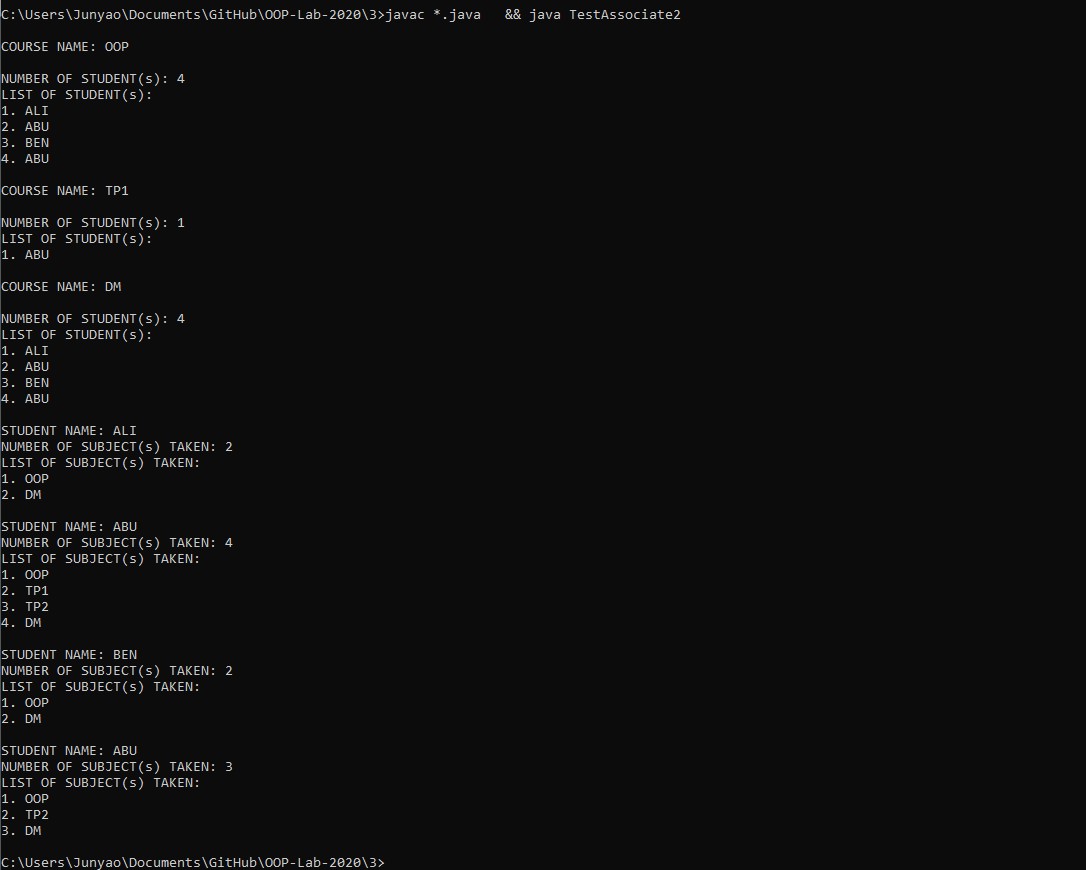 C:\Users\Junyao\Documents\GitHub\OOP-Lab-2020\3>javac *.java   && java TestAssociate2
COURSE NAME: OOP
NUMBER OF STUDENT(s): 4
LIST OF STUDENT(s):
1. ALI
2. ABU
3. BEN
4. ABU
COURSE NAME: TP1
NUMBER OF STUDENT(s): 1
LIST OF STUDENT(s):
1. ABU
COURSE NAME: DM
NUMBER OF STUDENT(s): 4
LIST OF STUDENT(s):
1. ALI
2. ABU
3. BEN
4. ABU
STUDENT NAME: ALI
NUMBER OF SUBJECT(s) TAKEN: 2
LIST OF SUBJECT(s) TAKEN:
1. OOP
2. DM
STUDENT NAME: ABU
NUMBER OF SUBJECT(s) TAKEN: 4
LIST OF SUBJECT(s) TAKEN:
1. OOP
2. TP1
3. TP2
4. DM
STUDENT NAME: BEN
NUMBER OF SUBJECT(s) TAKEN: 2
LIST OF SUBJECT(s) TAKEN:
1. OOP
2. DM
STUDENT NAME: ABU
NUMBER OF SUBJECT(s) TAKEN: 3
LIST OF SUBJECT(s) TAKEN:
1. OOP
2. TP2
3. DM
C:\Users\Junyao\Documents\GitHub\OOP-Lab-2020\3>